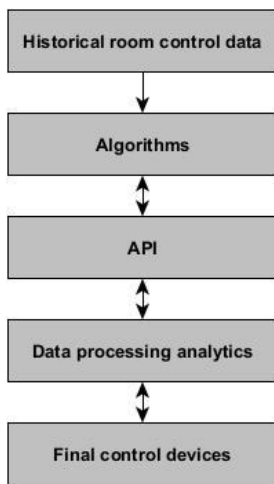 Historical room control data
Algorithms
API
Data processing analytics
Final control devices